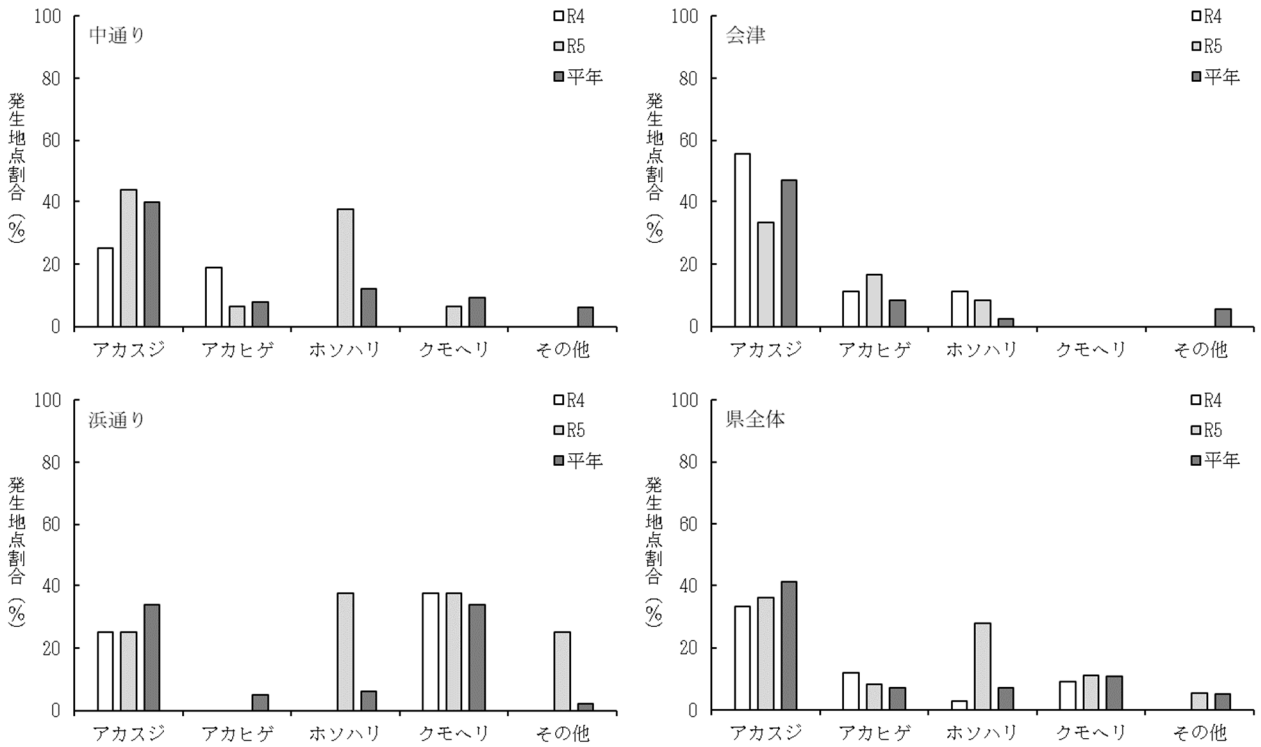 中通り
発生地点割合（%）
100
80
60
40
20
0
R4
R5
平年
アカスジ アカヒゲ ホソハリ クモヘリ その他
会津
発生地点割合（%）
100
80
60
40
20
0
R4
R5
平年
アカスジ アカヒゲ ホソハリ クモヘリ その他
浜通り
発生地点割合（%）
100
80
60
40
20
0
R4
R5
平年
アカスジ アカヒゲ ホソハリ クモヘリ その他
県全体
発生地点割合（%）
100
80
60
40
20
0
R4
R5
平年
アカスジ アカヒゲ ホソハリ クモヘリ その他